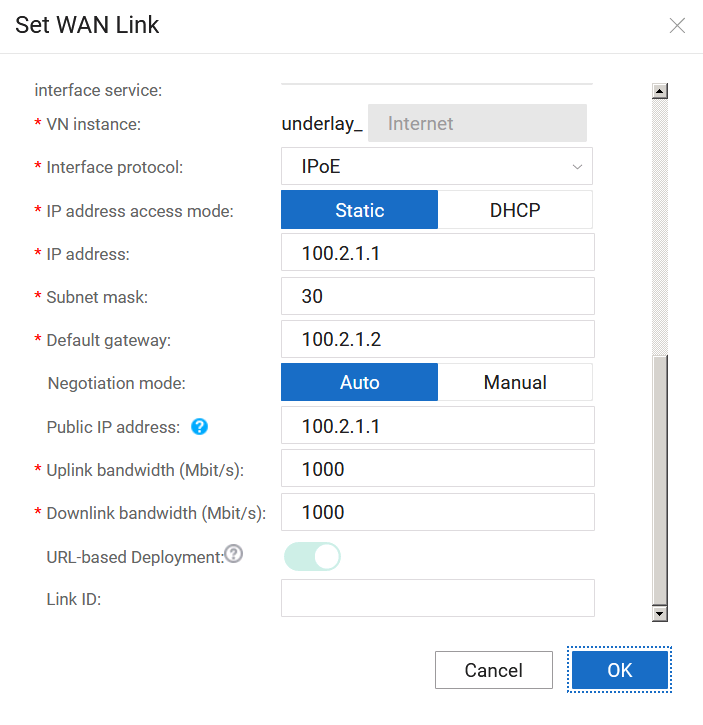 Set WAN Link
interface service:
* VN instance: underlay_ Internet
* Interface protocol: IPoE
* IP address access mode: Static DHCP
* IP address: 100.2.1.1
* Subnet mask: 30
* Default gateway: 100.2.1.2
Negotiation mode: Auto Manual
Public IP address: ? 100.2.1.1
* Uplink bandwidth (Mbit/s): 1000
* Downlink bandwidth (Mbit/s): 1000
URL-based Deployment: ?
Link ID:
Cancel OK